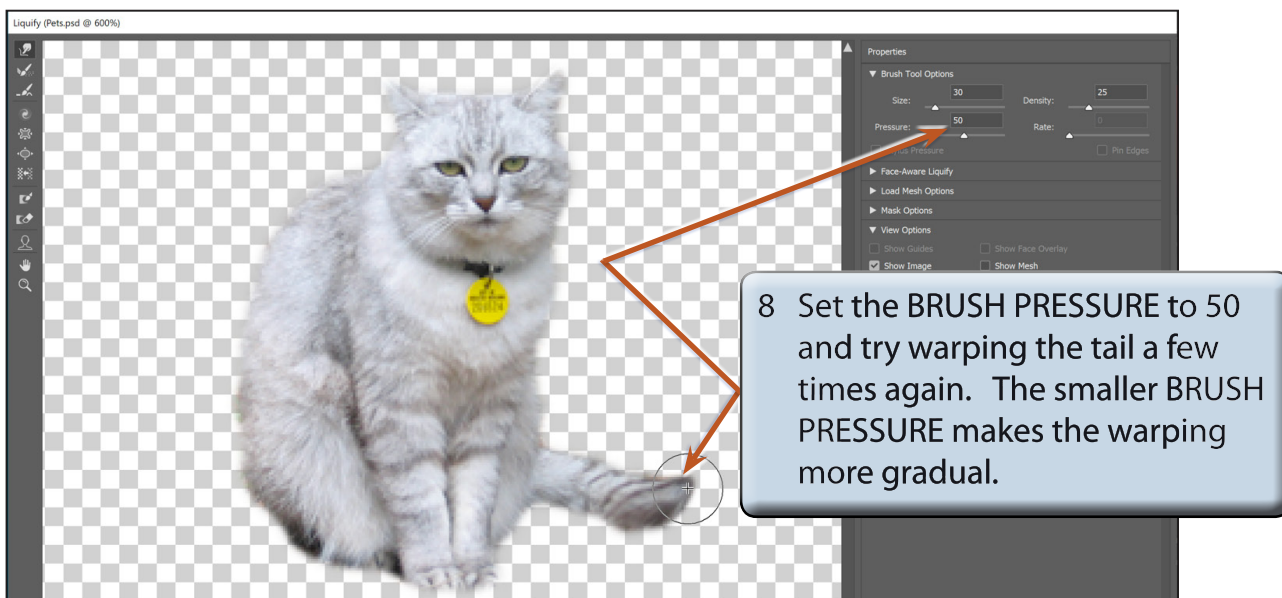 Liquify (Pets.psd @ 600%)
Properties
Brush Tool Options
Size: 30 Density: 25
Pressure: 50 Rate: 0
Pressure Pin Edges
Face-Aware Liquify
Load Mesh Options
Mask Options
View Options
Show Guides Show Face Overlay
Show Image Show Mesh
8 Set the BRUSH PRESSURE to 50
and try warping the tail a few
times again. The smaller BRUSH
PRESSURE makes the warping
more gradual.